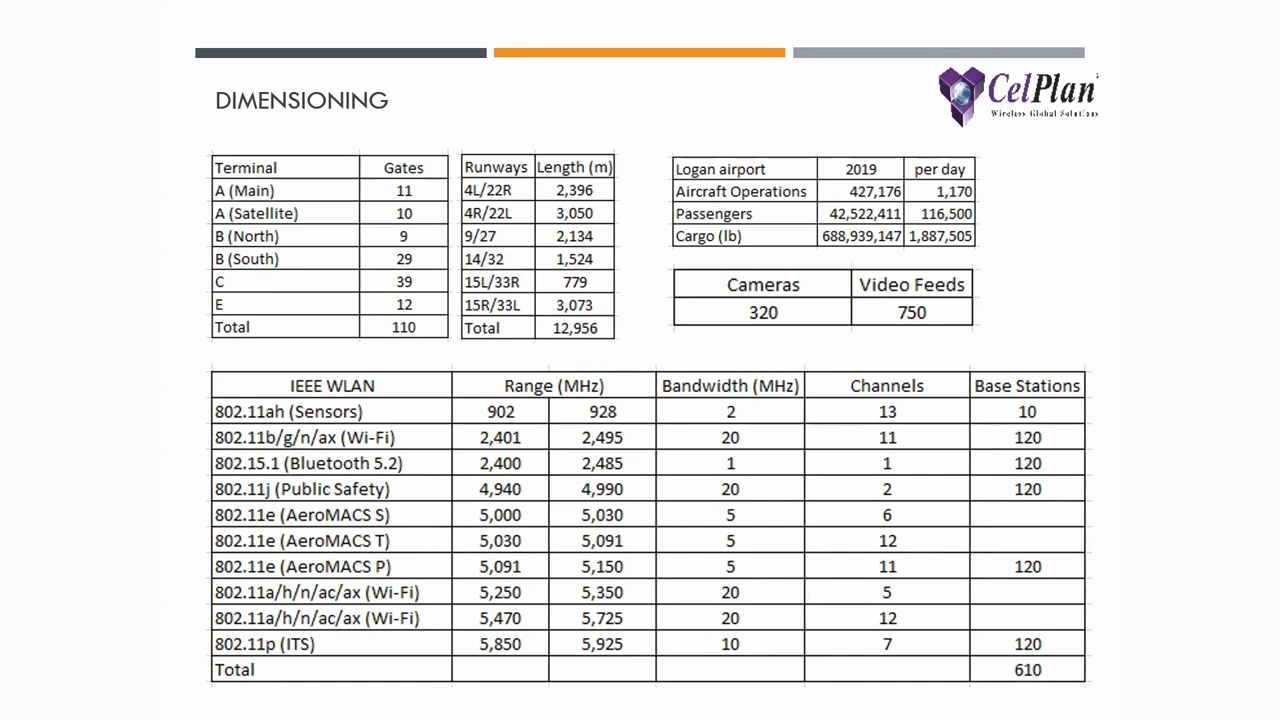 DIMENSIONING
CelPlan
Wireless Global Solutions
Terminal Gates
A (Main) 11
A (Satellite) 10
B (North) 9
B (South) 29
C 39
E 12
Total 110
Runways Length (m)
4L/22R 2,396
4R/22L 3,050
9/27 2,134
14/32 1,524
15L/33R 779
15R/33L 3,073
Total 12,956
Logan airport 2019 per day
Aircraft Operations 427,176 1,170
Passengers 42,522,411 116,500
Cargo (lb) 688,939,147 1,887,505
Cameras Video Feeds
320 750
IEEE WLAN Range (MHz) Bandwidth (MHz) Channels Base Stations
802.11ah (Sensors) 902 928 2 13 10
802.11b/g/n/ax (Wi-Fi) 2,401 2,495 20 11 120
802.15.1 (Bluetooth 5.2) 2,400 2,485 1 1 120
802.11j (Public Safety) 4,940 4,990 20 2 120
802.11e (AeroMACS S) 5,000 5,030 5 6
802.11e (AeroMACS T) 5,030 5,091 5 12
802.11e (AeroMACS P) 5,091 5,150 5 11 120
802.11a/h/n/ac/ax (Wi-Fi) 5,250 5,350 20 5
802.11a/h/n/ac/ax (Wi-Fi) 5,470 5,725 20 12
802.11p (ITS) 5,850 5,925 10 7 120
Total 610